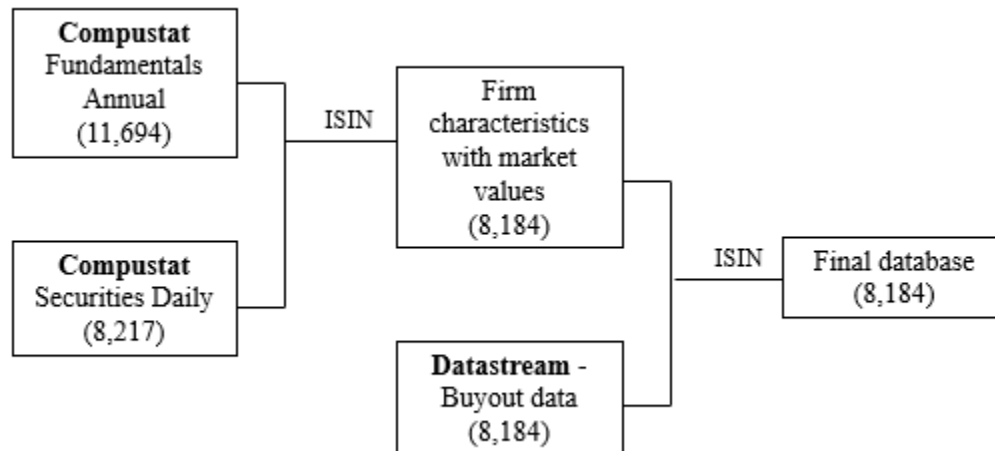 Compustat
Fundamentals
Annual
(11,694)
Compustat
Securities Daily
(8,217)
ISIN
Firm
characteristics
with market
values
(8,184)
Datastream -
Buyout data
(8,184)
ISIN
Final database
(8,184)